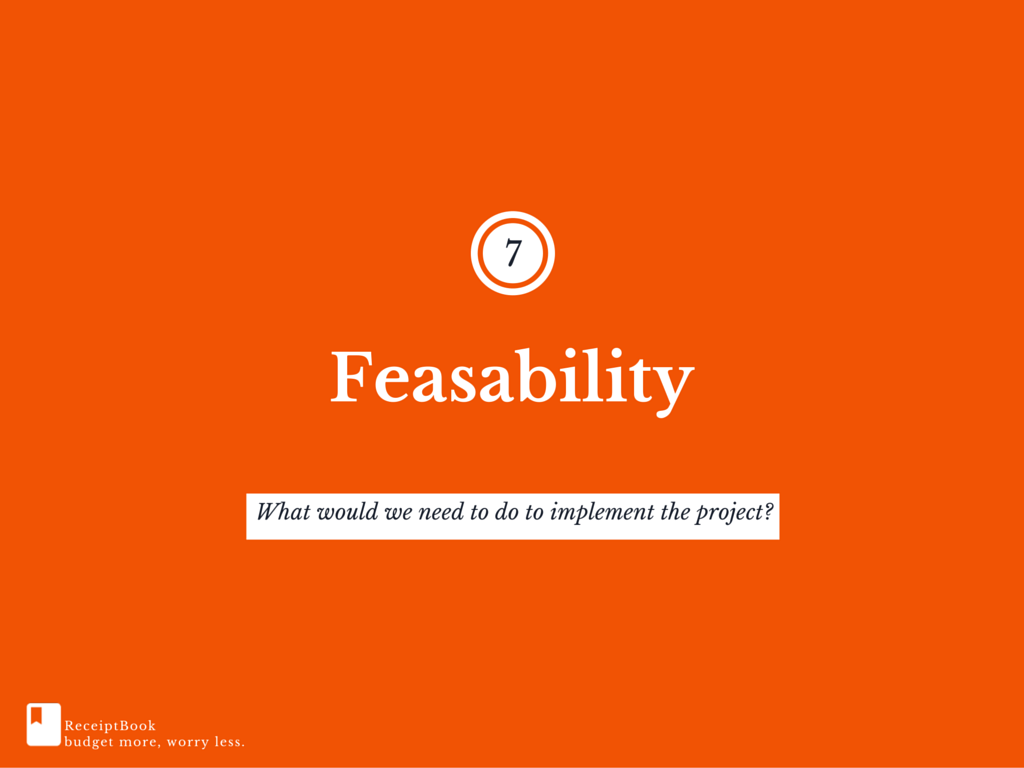 7
Feasability
What would we need to do to implement the project?
ReceiptBook
budget more, worry less.